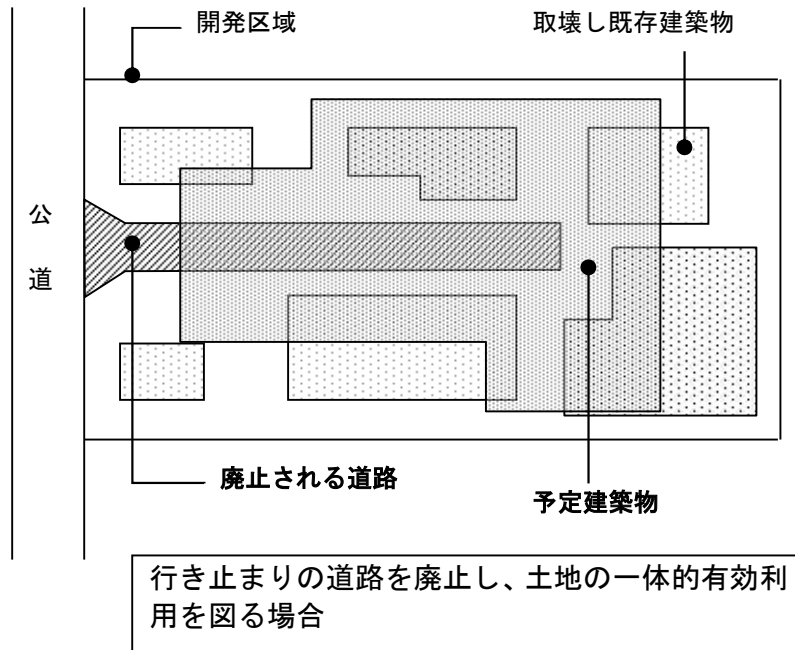 開発区域
取壊し既存建築物
公
道
廃止される道路
予定建築物
行き止まりの道路を廃止し、土地の一体的有効利
用を図る場合